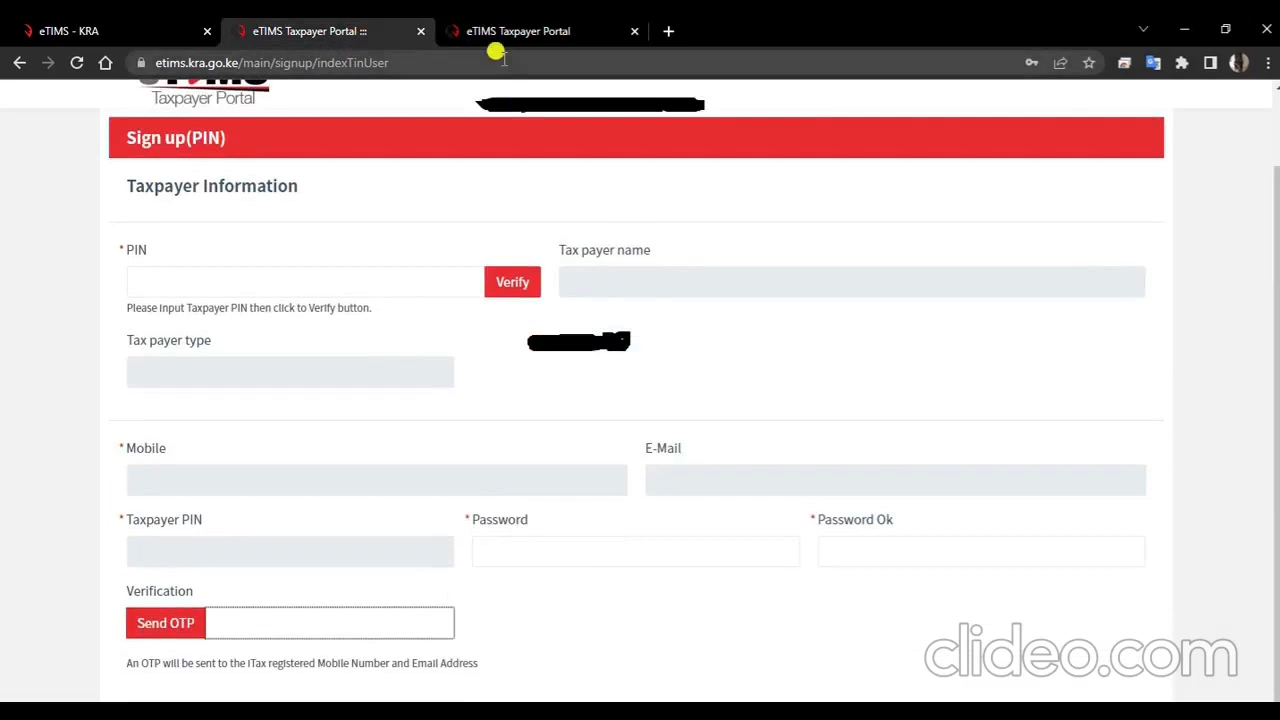 eTIMS - KRA
eTIMS Taxpayer Portal :::
eTIMS Taxpayer Portal
etims.kra.go.ke/main/signup/indexTinUser
Taxpayer Portal
Sign up(PIN)
Taxpayer Information
* PIN
Tax payer name
Verify
Please input Taxpayer PIN then click to Verify button.
Tax payer type
* Mobile
E-Mail
* Taxpayer PIN
* Password
* Password Ok
Verification
Send OTP
An OTP will be sent to the iTax registered Mobile Number and Email Address
clideo.com